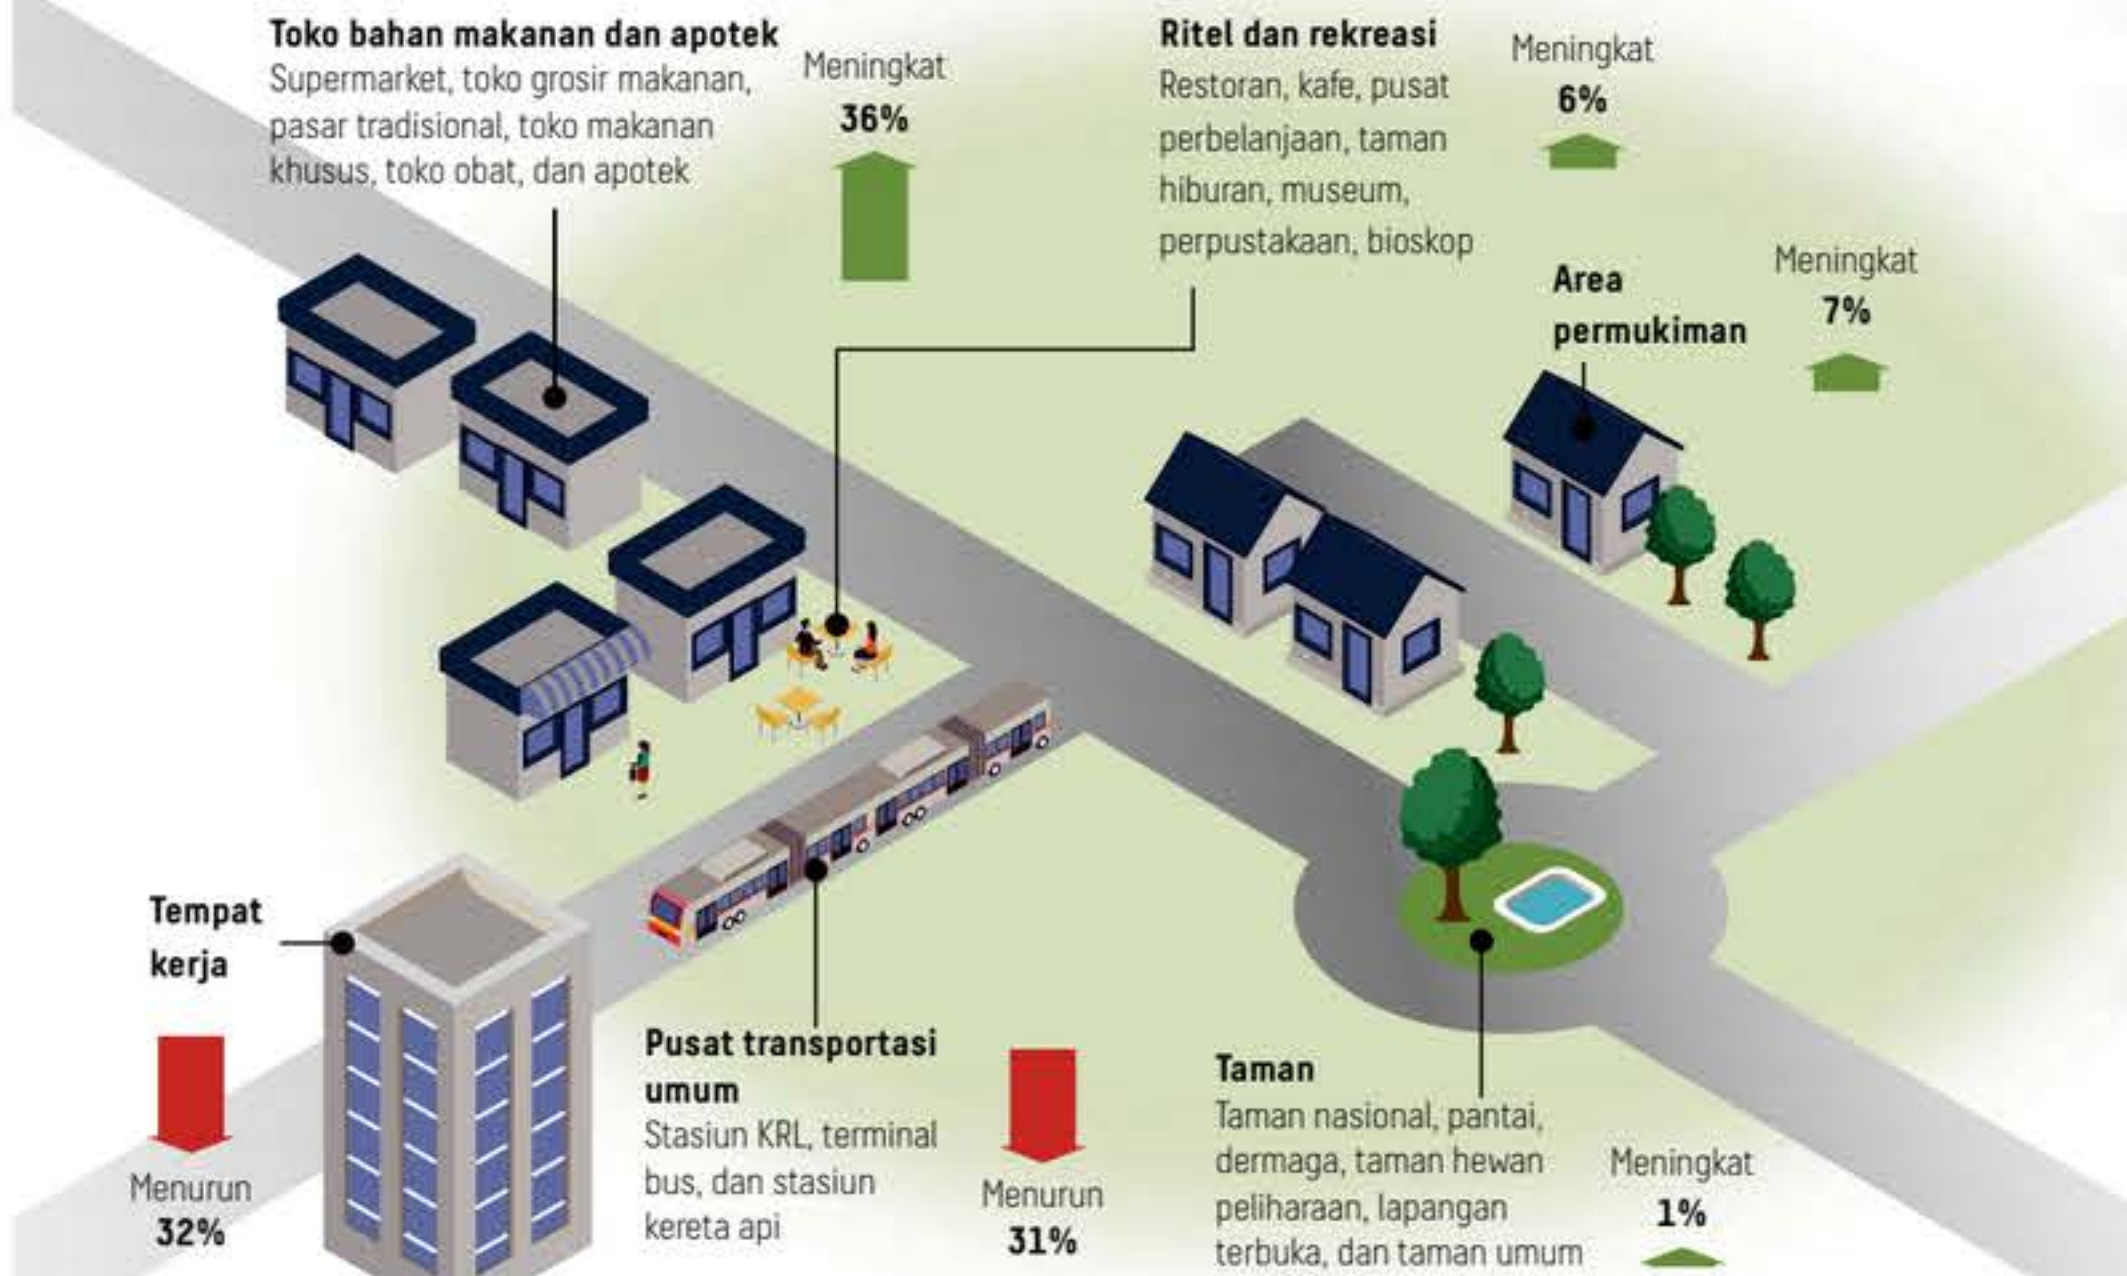 Toko bahan makanan dan apotek
Supermarket, toko grosir makanan,
pasar tradisional, toko makanan
khusus, toko obat, dan apotek
Meningkat
36%
Ritel dan rekreasi
Restoran, kafe, pusat
perbelanjaan, taman
hiburan, museum,
perpustakaan, bioskop
Meningkat
6%
Area
permukiman
Meningkat
7%
Tempat
kerja
Menurun
32%
Pusat transportasi
umum
Stasiun KRL, terminal
bus, dan stasiun
kereta api
Menurun
31%
Taman
Taman nasional, pantai,
dermaga, taman hewan
peliharaan, lapangan
terbuka, dan taman umum
Meningkat
1%